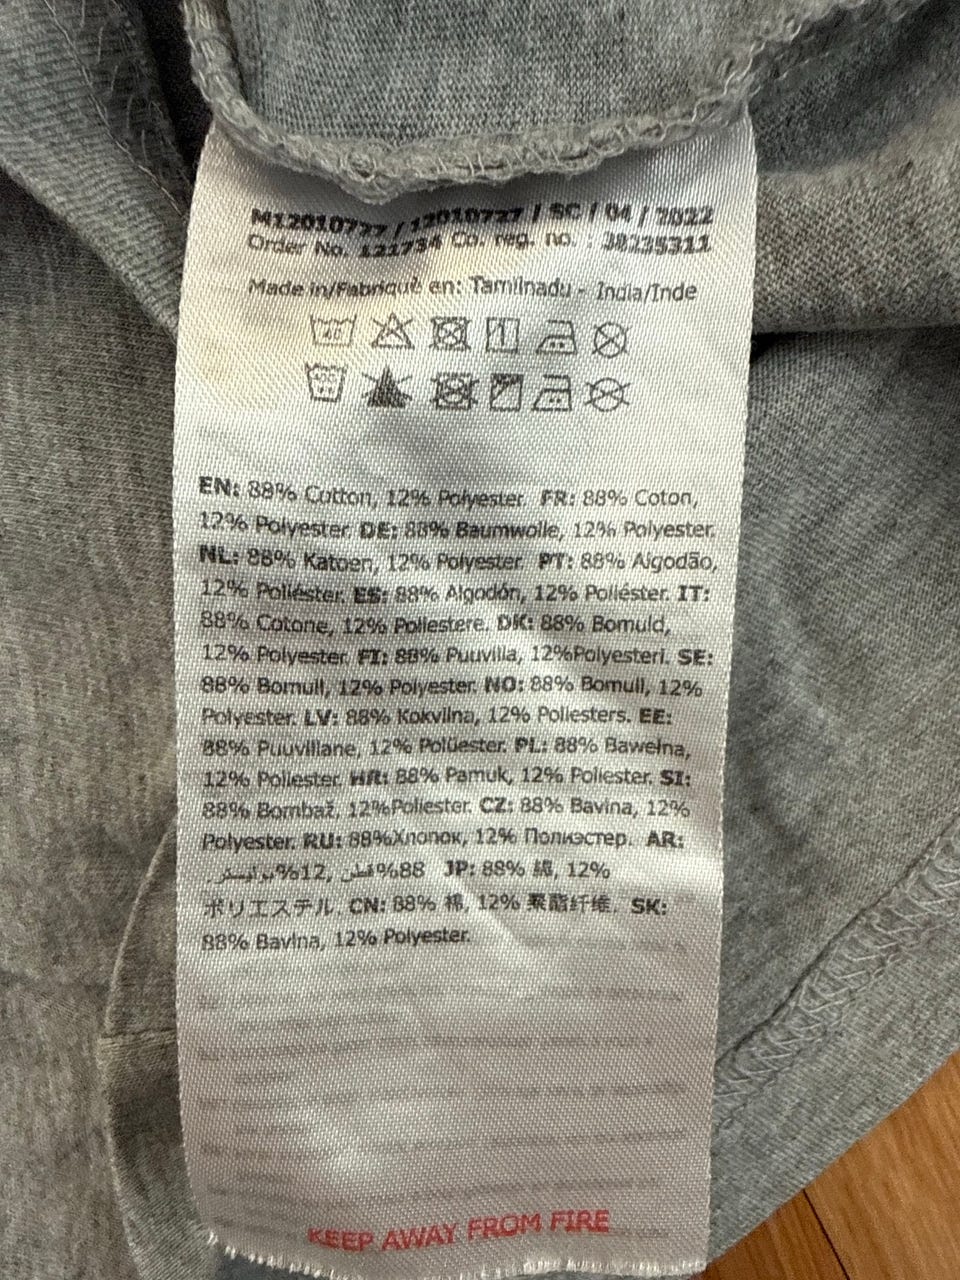 M12010777 / 12010727 / SC / 04 / 2022
Order No. 121734 Co. reg. no. : 38235311
Made in/Fabriqué en: Tamilnadu - India/Inde
EN: 88% Cotton, 12% Polyester. FR: 88% Coton,
12% Polyester. DE: 88% Baumwolle, 12% Polyester.
NL: 88% Katoen, 12% Polyester. PT: 88% Algodão,
12% Poliéster. ES: 88% Algodón, 12% Poliéster. IT:
88% Cotone, 12% Poliestere. DK: 88% Bomuld,
12% Polyester. FI: 88% Puuvilla, 12%Polyesteri. SE:
88% Bomull, 12% Polyester. NO: 88% Bomull, 12%
Polyester. LV: 88% Kokvilna, 12% Poliesters. EE:
88% Puuvillane, 12% Polüester. PL: 88% Bawełna,
12% Poliester. HR: 88% Pamuk, 12% Poliester. SI:
88% Bombaž, 12%Poliester. CZ: 88% Bavlna, 12%
Polyester. RU: 88%Хлопок, 12% Полиэстер. AR:
88%قطن, 12%بوليستر. JP: 88% 綿, 12%
ポリエステル. CN: 88% 棉, 12% 聚酯纤维. SK:
88% Bavlna, 12% Polyester.
KEEP AWAY FROM FIRE